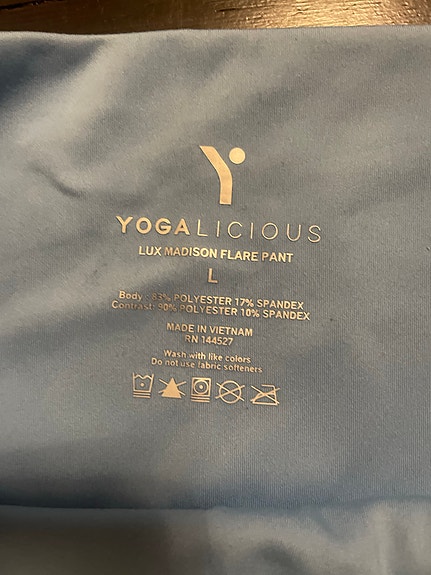 YOGALICIOUS
LUX MADISON FLARE PANT
L
Body : 83% POLYESTER 17% SPANDEX
Contrast: 90% POLYESTER 10% SPANDEX
MADE IN VIETNAM
RN 144527
Wash with like colors
Do not use fabric softeners